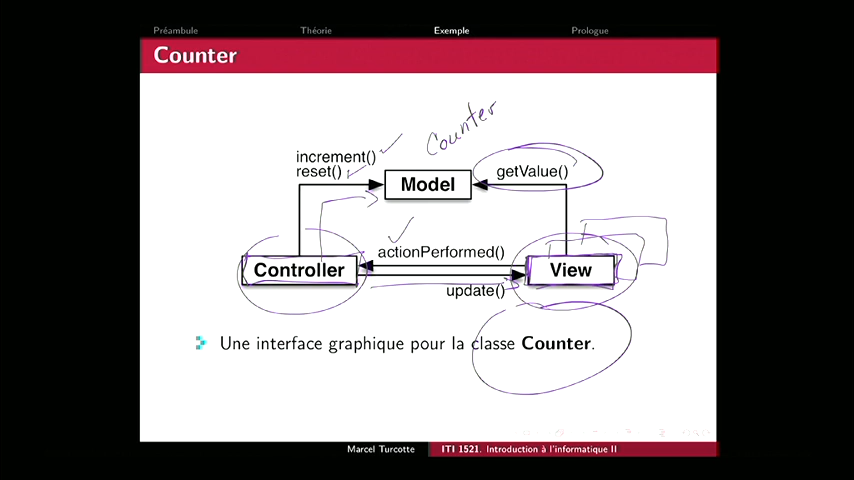 Préambule Théorie Exemple Prologue
Counter
Counter
increment()
reset()
Model
getValue()
actionPerformed()
Controller
View
update()
Une interface graphique pour la classe Counter.
Marcel Turcotte ITI 1521. Introduction à l'informatique II